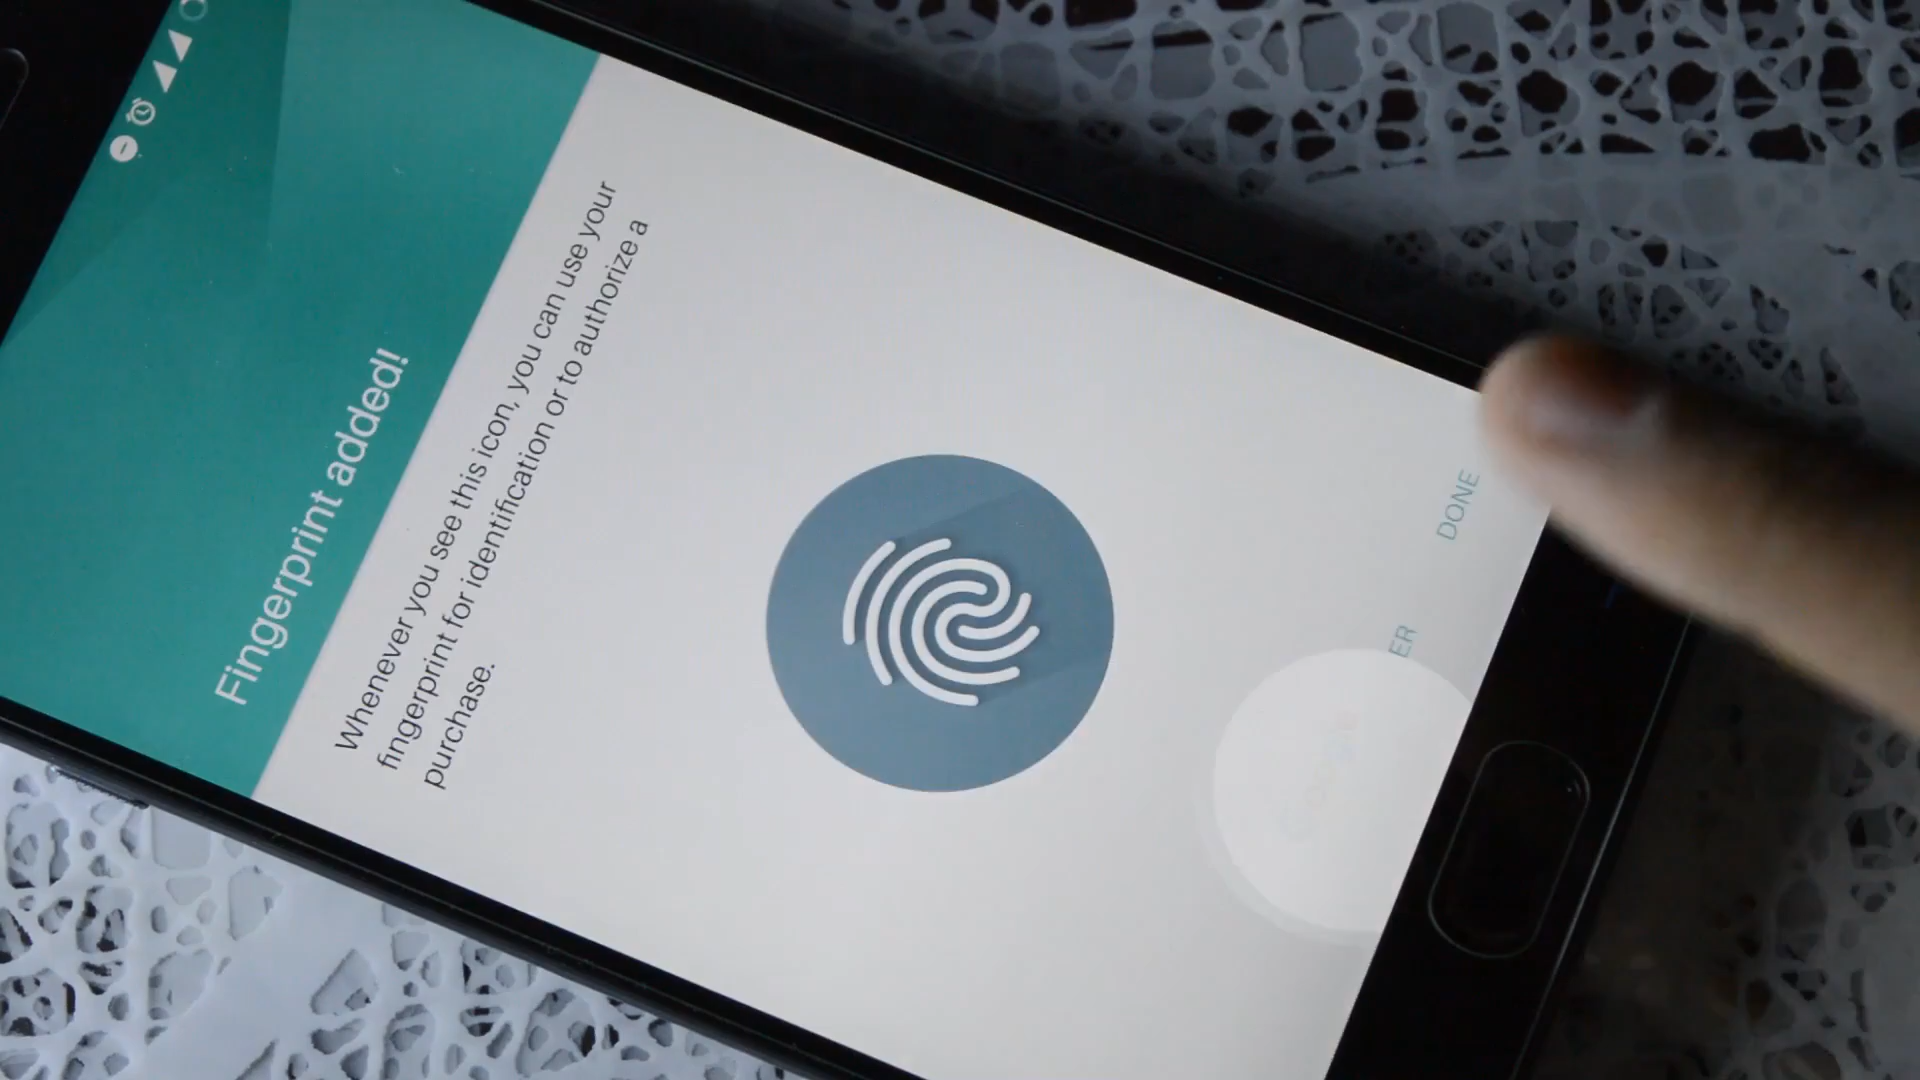 Fingerprint added!
Whenever you see this icon, you can use your
fingerprint for identification or to authorize a
purchase.
DONE